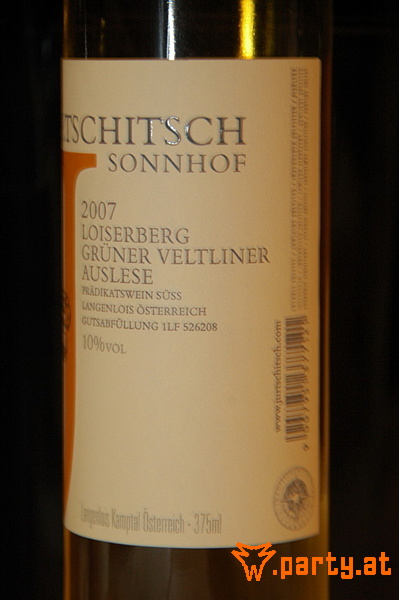 TSCHITSCH
SONNHOF
2007
LOISERBERG
GRÜNER VELTLINER
AUSLESE
PRÄDIKATSWEIN SÜSS
LANGENLOIS ÖSTERREICH
GUTSABFÜLLUNG 1LF 526208
10%VOL
www.jurtschitsch.com
Langenlois Kamptal Österreich - 375ml
w.party.at